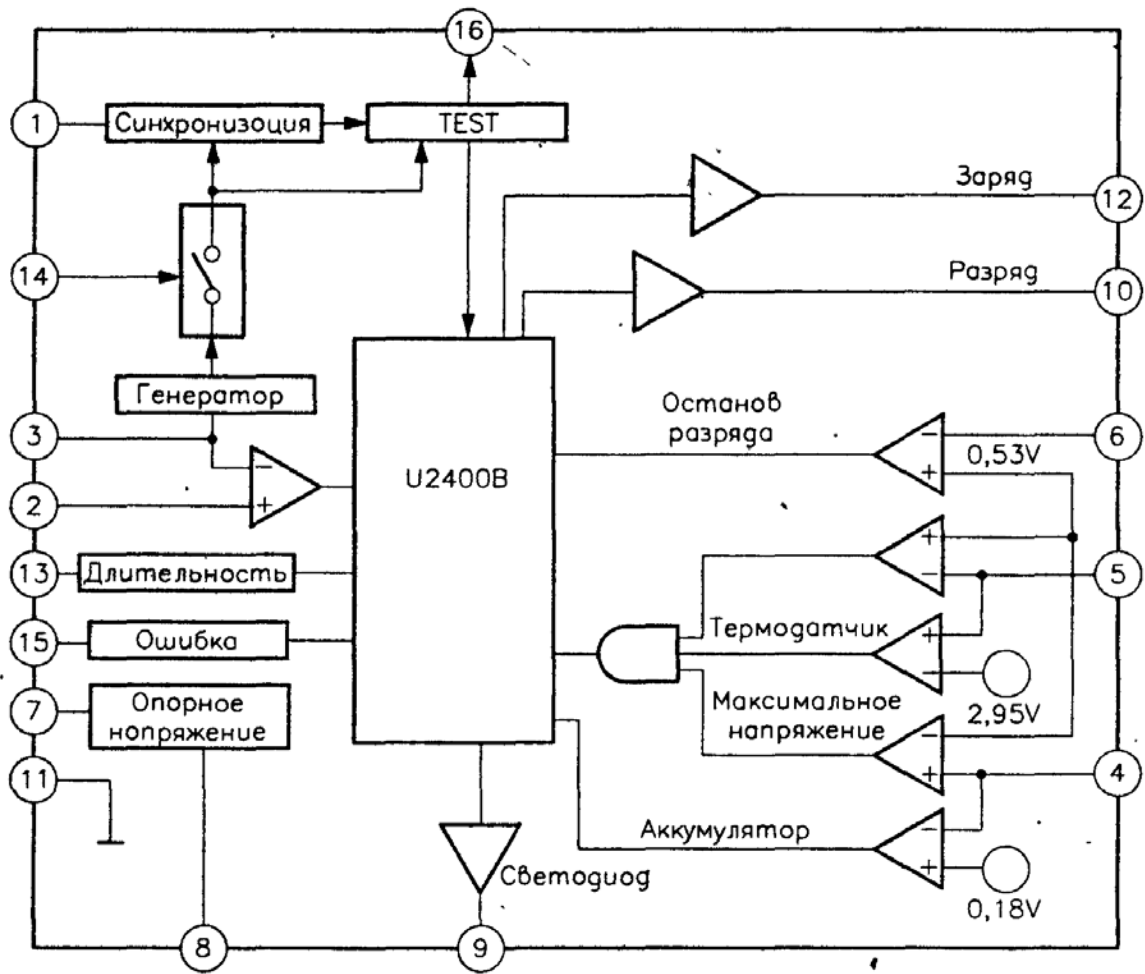 16
1
Синхронизоция
TEST
Заряд
12
14
Разряд
10
Генератор
3
Останов
разряда
6
0,53V
U2400B
2
13
Длительность
5
15
Ошибка
Термодатчик
7
Опорное
нопряжение
2,95V
Максимальное
напряжение
11
4
Аккумулятор
Светодиод
0,18V
8
9